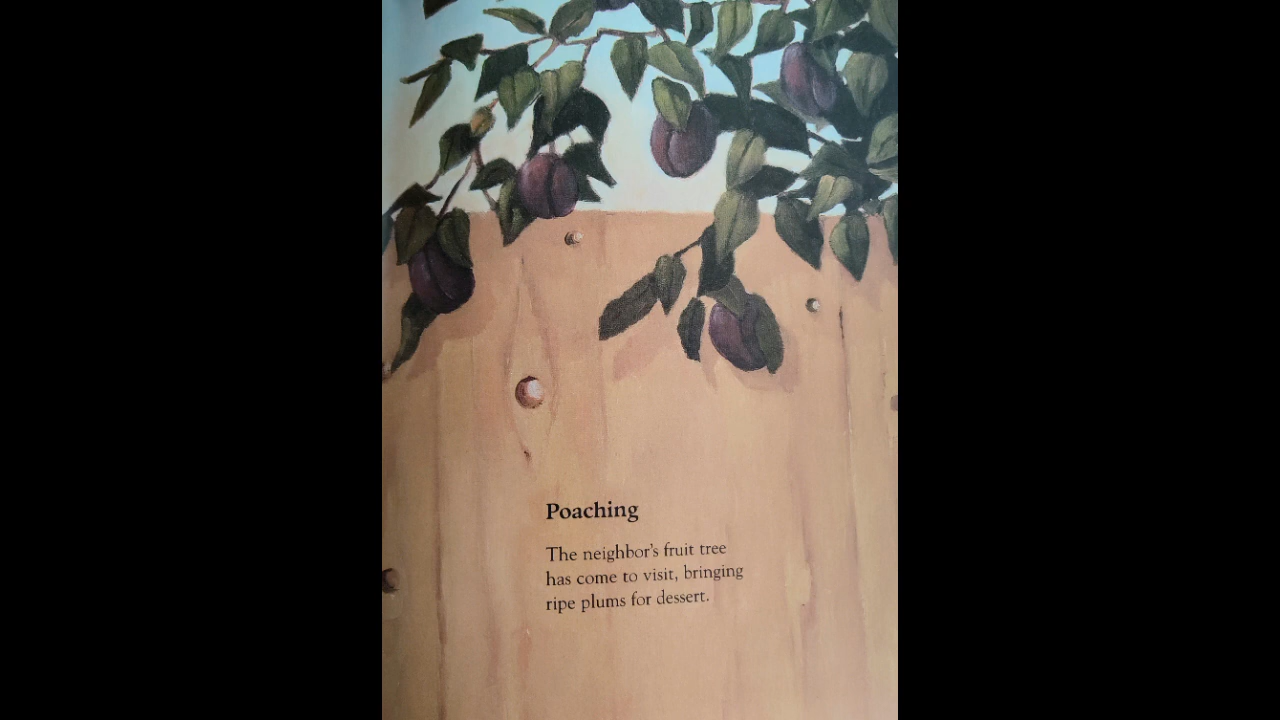 Poaching
The neighbor's fruit tree
has come to visit, bringing
ripe plums for dessert.